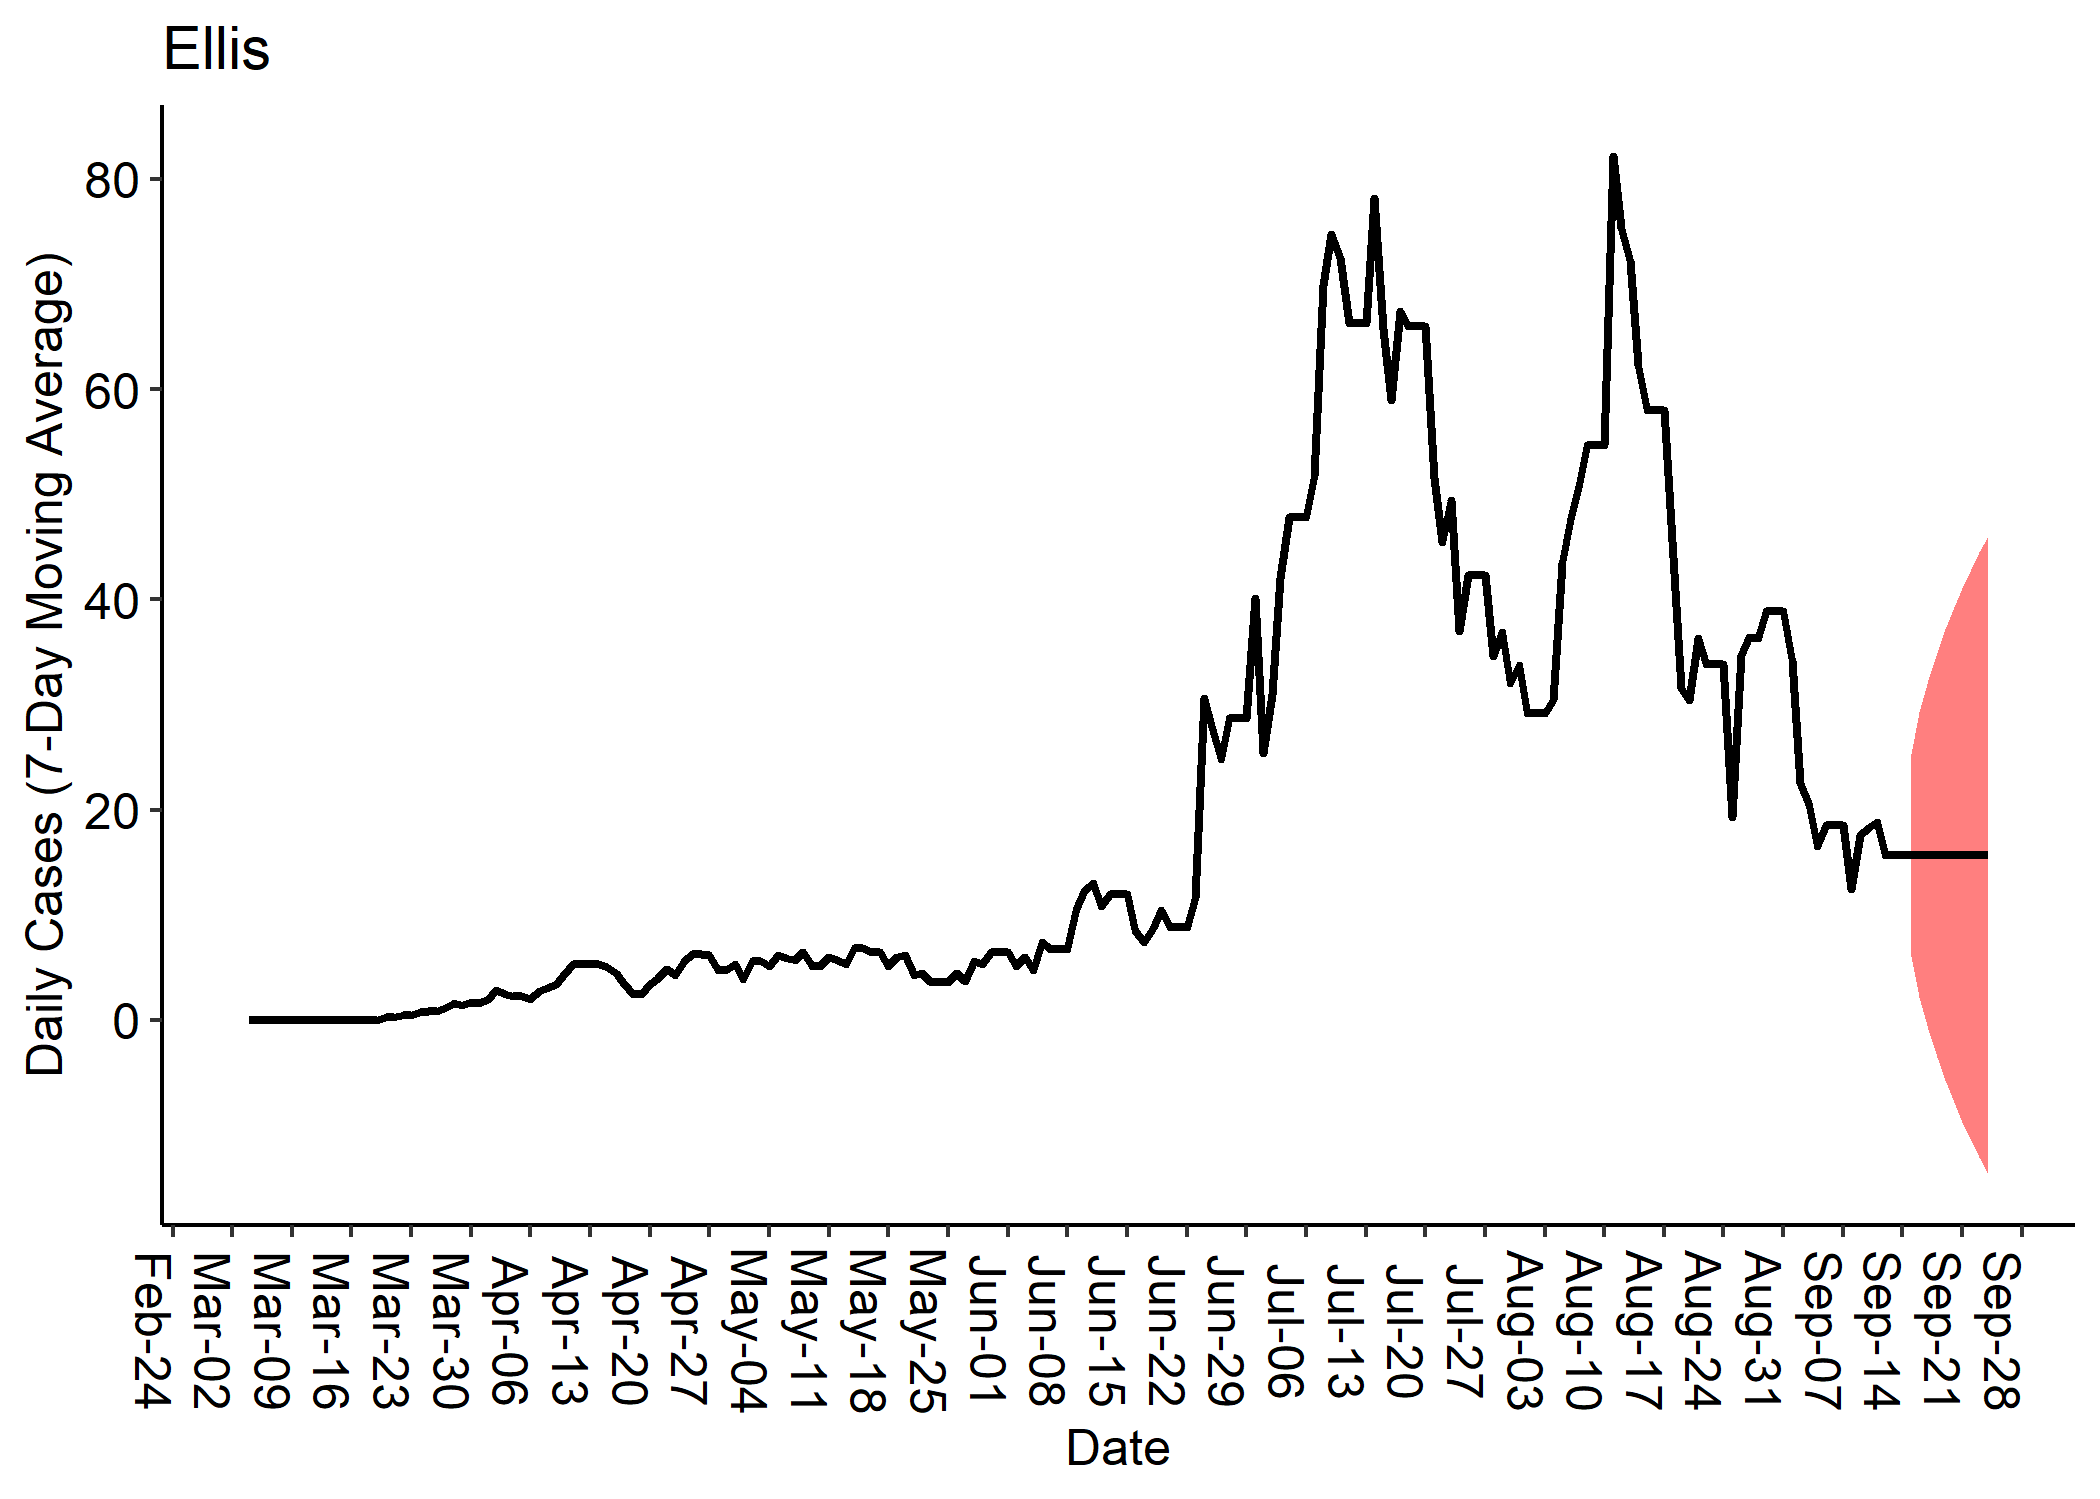 Ellis
Daily Cases (7-Day Moving Average)
80
60
40
20
0
Feb-24
Mar-02
Mar-09
Mar-16
Mar-23
Mar-30
Apr-06
Apr-13
Apr-20
Apr-27
May-04
May-11
May-18
May-25
Jun-01
Jun-08
Jun-15
Jun-22
Jun-29
Jul-06
Jul-13
Jul-20
Jul-27
Aug-03
Aug-10
Aug-17
Aug-24
Aug-31
Sep-07
Sep-14
Sep-21
Sep-28
Date